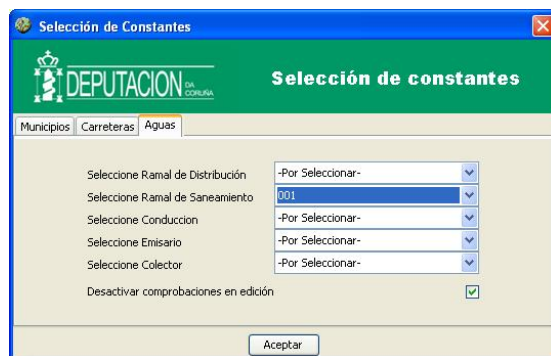 Selección de Constantes
DEPUTACION DA CORUÑA
Selección de constantes
Municipios Carreteras Aguas
Seleccione Ramal de Distribución -Por Seleccionar-
Seleccione Ramal de Saneamiento 001
Seleccione Conduccion -Por Seleccionar-
Seleccione Emisario -Por Seleccionar-
Seleccione Colector -Por Seleccionar-
Desactivar comprobaciones en edición
Aceptar